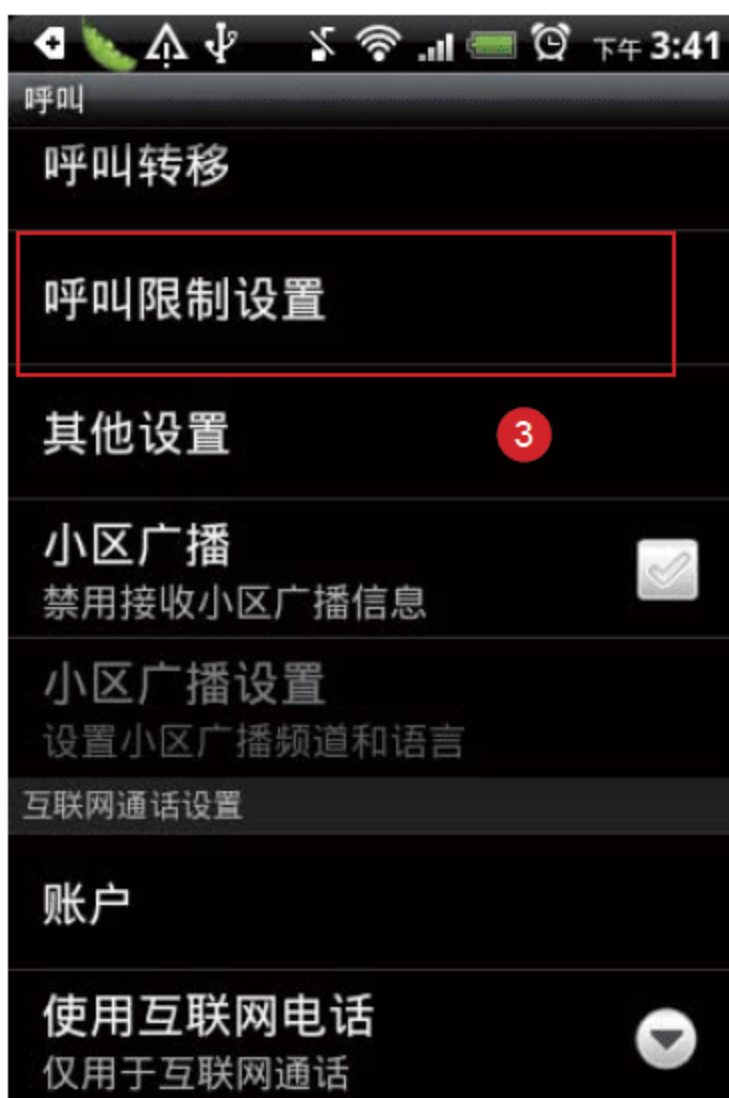 下午 3:41
呼叫
呼叫转移
呼叫限制设置
其他设置
3
小区广播
禁用接收小区广播信息
小区广播设置
设置小区广播频道和语言
互联网通话设置
账户
使用互联网电话
仅用于互联网通话